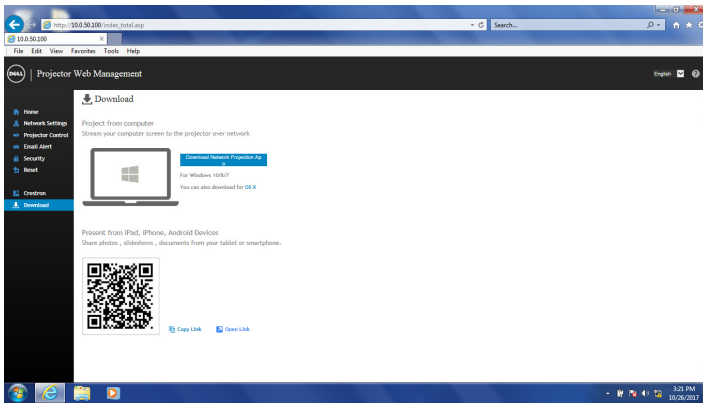 http://10.0.50.100/index_total.asp
Search...
10.0.50.100
File Edit View Favorites Tools Help
DELL | Projector Web Management
English
Download
Home
Network Settings
Projector Control
Email Alert
Security
Reset
Crestron
Download
Project from computer
Stream your computer screen to the projector over network
Download Network Projection Ap
p
For Windows 10/8/7
You can also download for OS X
Present from iPad, iPhone, Android Devices
Share photos , slideshows , documents from your tablet or smartphone.
Copy Link
Open Link
3:21 PM
10/26/2017